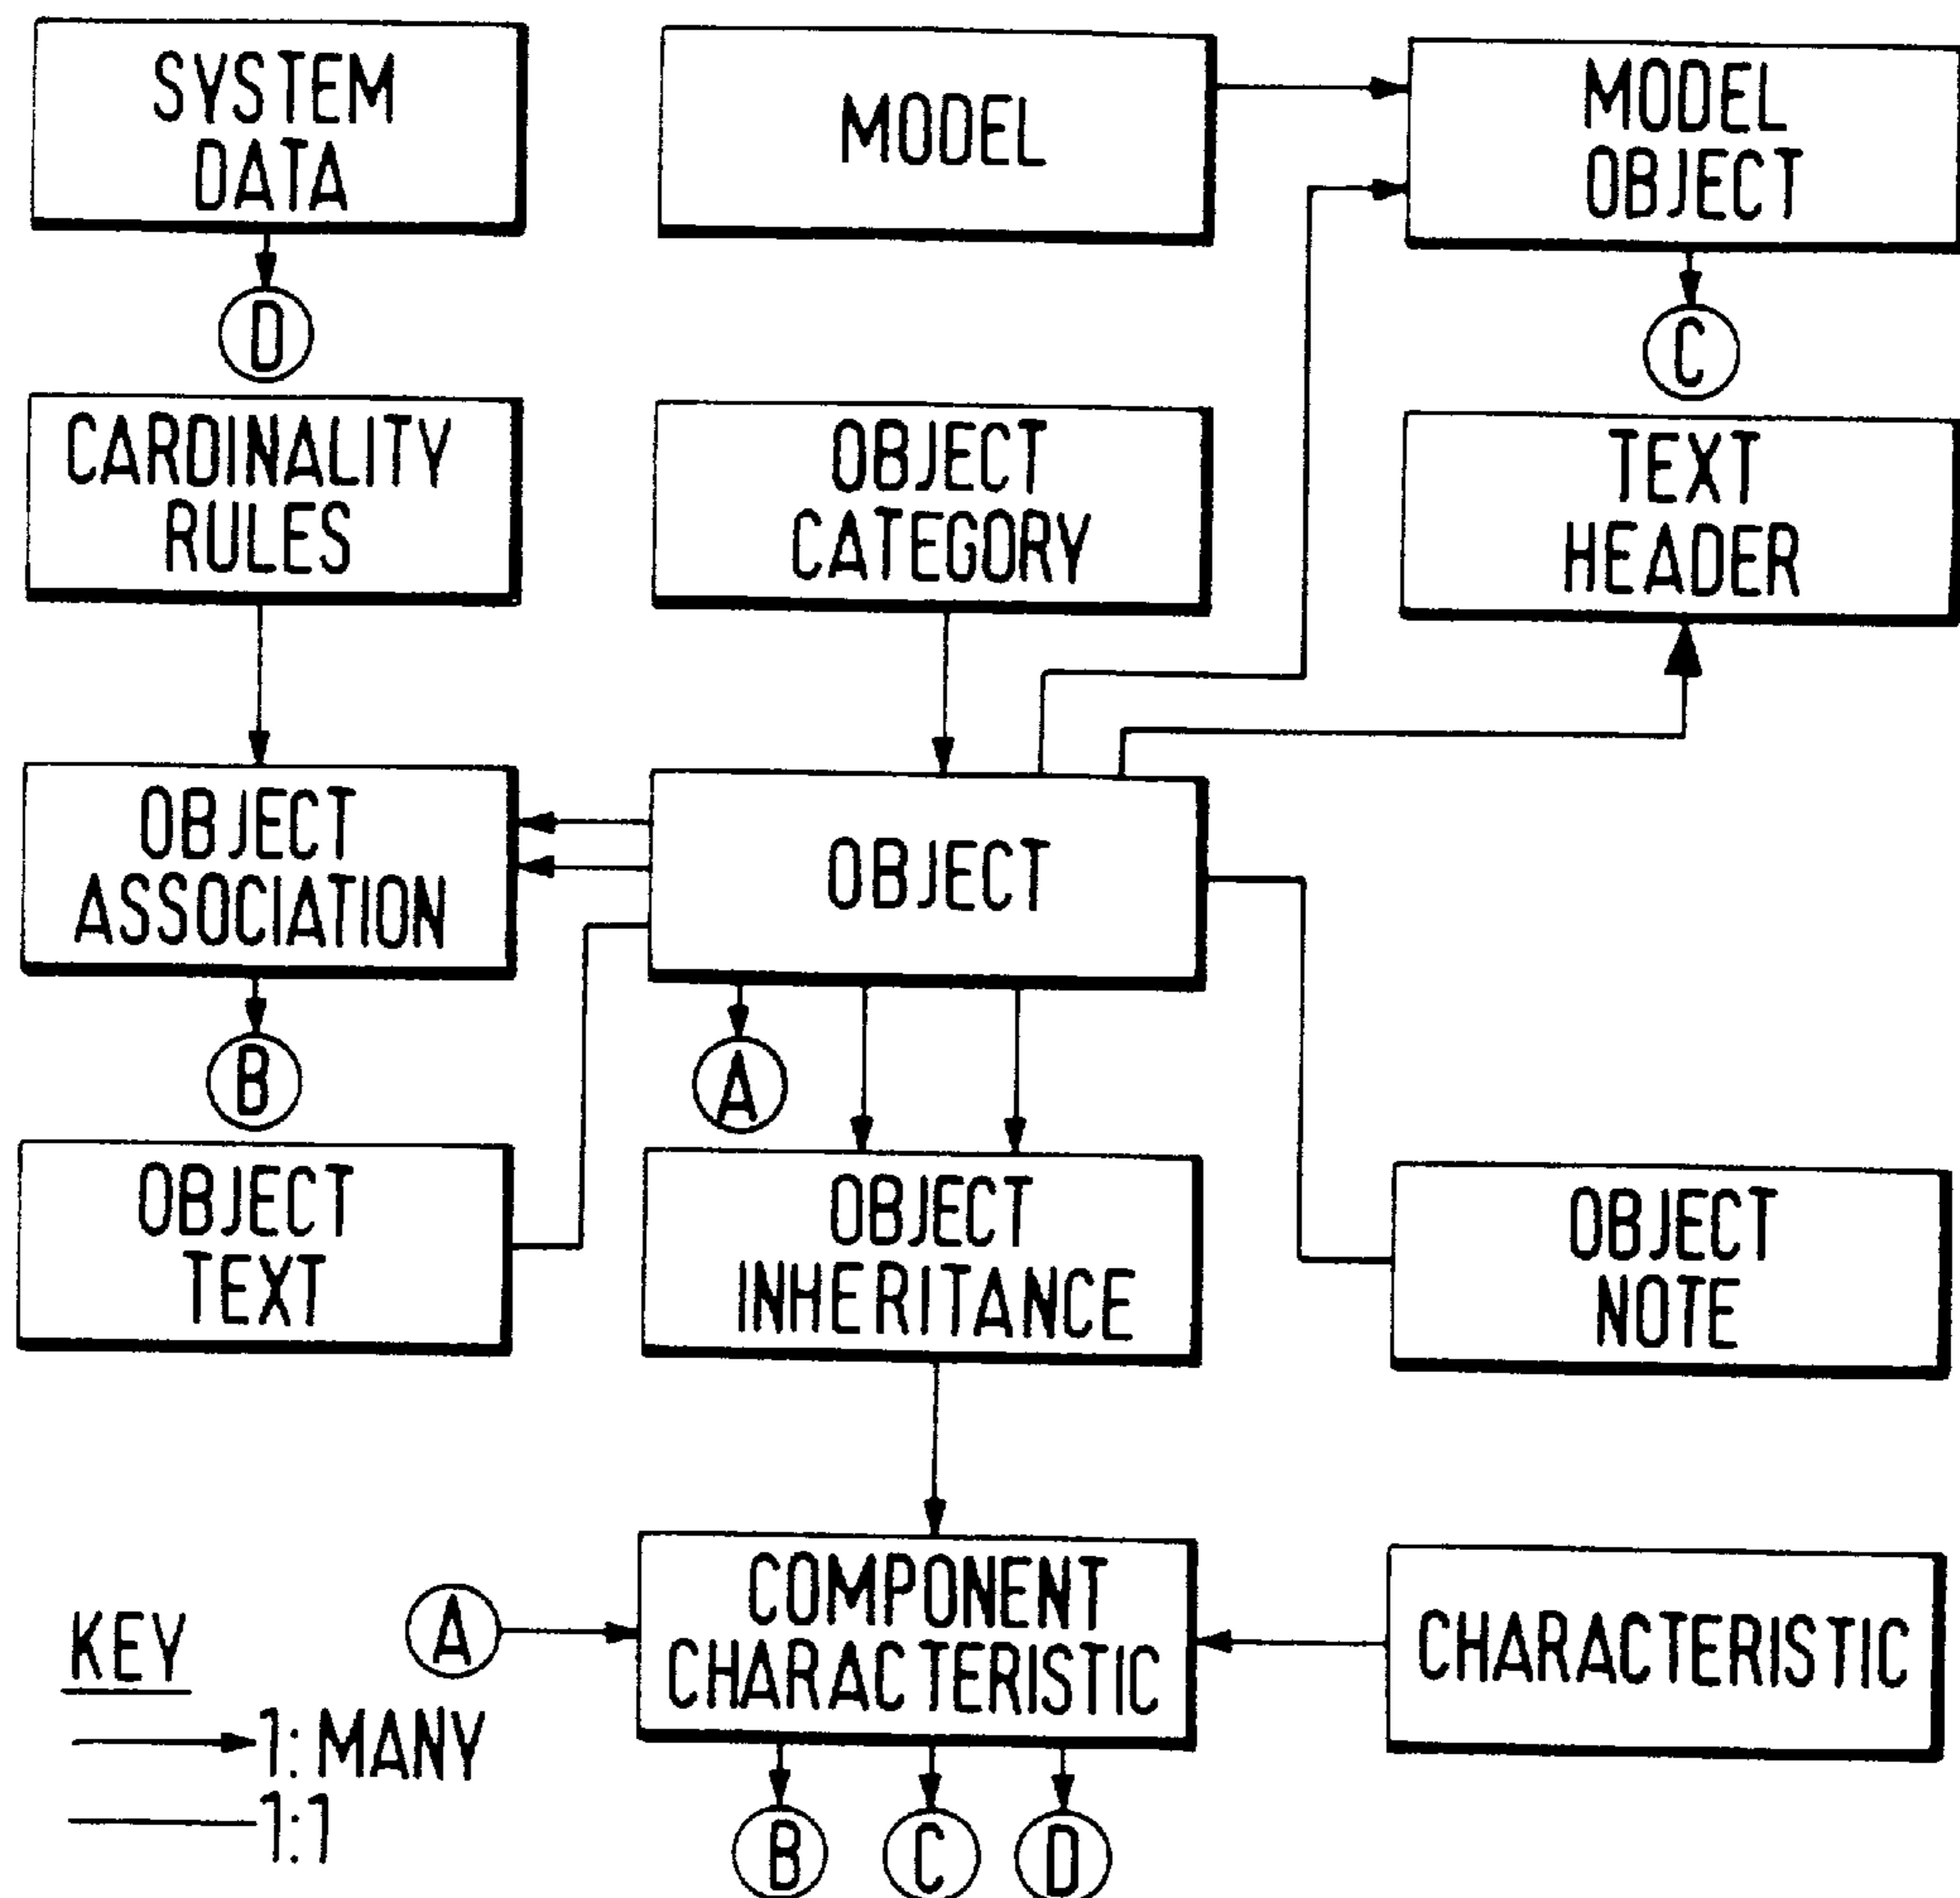 SYSTEM
DATA
MODEL
MODEL
OBJECT
D
C
CARDINALITY
RULES
OBJECT
CATEGORY
TEXT
HEADER
OBJECT
ASSOCIATION
OBJECT
B
A
OBJECT
TEXT
OBJECT
INHERITANCE
OBJECT
NOTE
A
COMPONENT
CHARACTERISTIC
CHARACTERISTIC
KEY
1:MANY
1:1
B
C
D